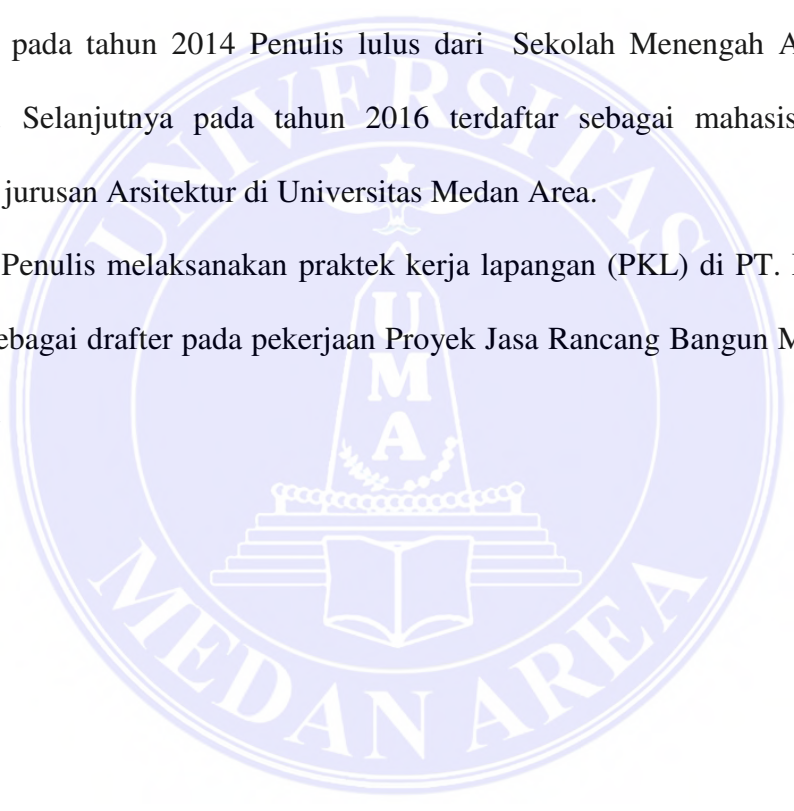 pada tahun 2014 Penulis lulus dari Sekolah Menengah A
Selanjutnya pada tahun 2016 terdaftar sebagai mahasis
jurusan Arsitektur di Universitas Medan Area.
Penulis melaksanakan praktek kerja lapangan (PKL) di PT.
ebagai drafter pada pekerjaan Proyek Jasa Rancang Bangun M
UNIVERSITAS
U
M
A
MEDAN AREA